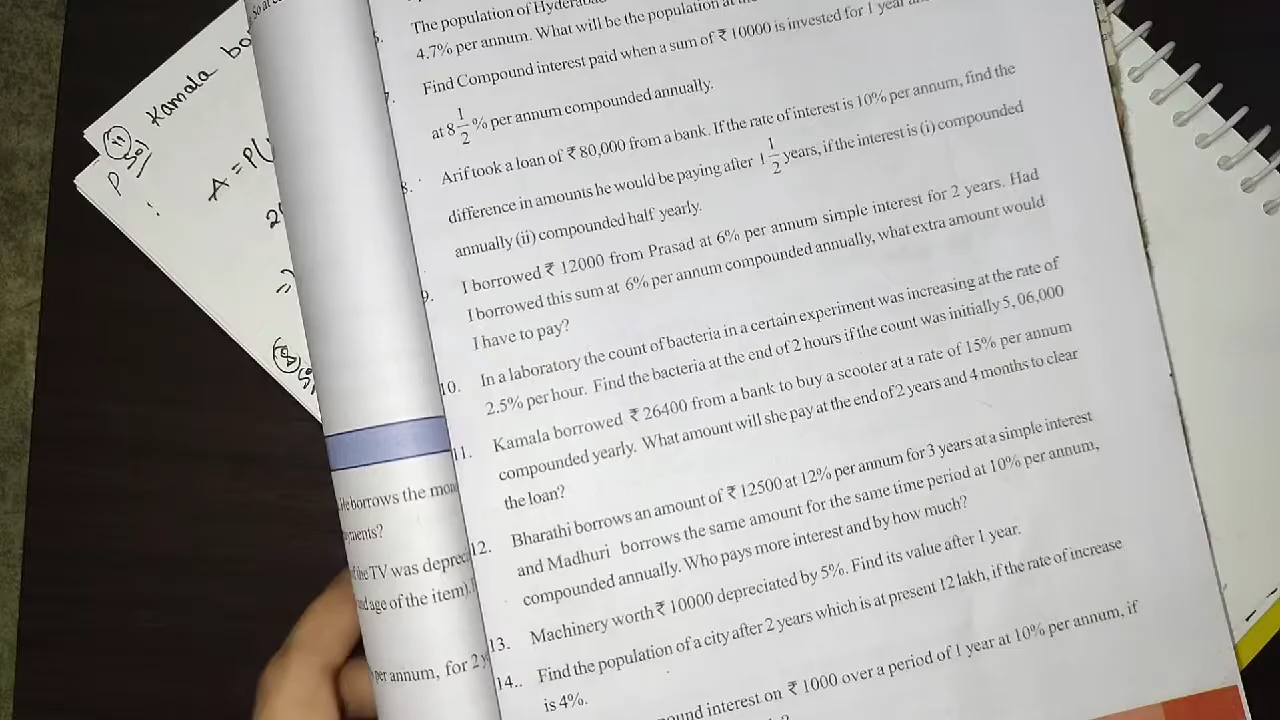 So at
Kamala bo
11
P
A = P(
The population of Hyderabad
4.7% per annum. What will be the population at the
7. Find Compound interest paid when a sum of ₹ 10000 is invested for 1 year and
at 8 1/2 % per annum compounded annually.
8. Arif took a loan of ₹ 80,000 from a bank. If the rate of interest is 10% per annum, find the
difference in amounts he would be paying after 1 1/2 years, if the interest is (i) compounded
annually (ii) compounded half yearly.
9. I borrowed ₹ 12000 from Prasad at 6% per annum simple interest for 2 years. Had
I borrowed this sum at 6% per annum compounded annually, what extra amount would
I have to pay?
10. In a laboratory the count of bacteria in a certain experiment was increasing at the rate of
2.5% per hour. Find the bacteria at the end of 2 hours if the count was initially 5, 06,000
11. Kamala borrowed ₹ 26400 from a bank to buy a scooter at a rate of 15% per annum
compounded yearly. What amount will she pay at the end of 2 years and 4 months to clear
the loan?
12. Bharathi borrows an amount of ₹ 12500 at 12% per annum for 3 years at a simple interest
and Madhuri borrows the same amount for the same time period at 10% per annum,
compounded annually. Who pays more interest and by how much?
13. Machinery worth ₹ 10000 depreciated by 5%. Find its value after 1 year.
14.. Find the population of a city after 2 years which is at present 12 lakh, if the rate of increase
is 4%.
ound interest on ₹ 1000 over a period of 1 year at 10% per annum, if
He borrows the mon
yments?
f the TV was deprec
nd age of the item).
per annum, for 2 y